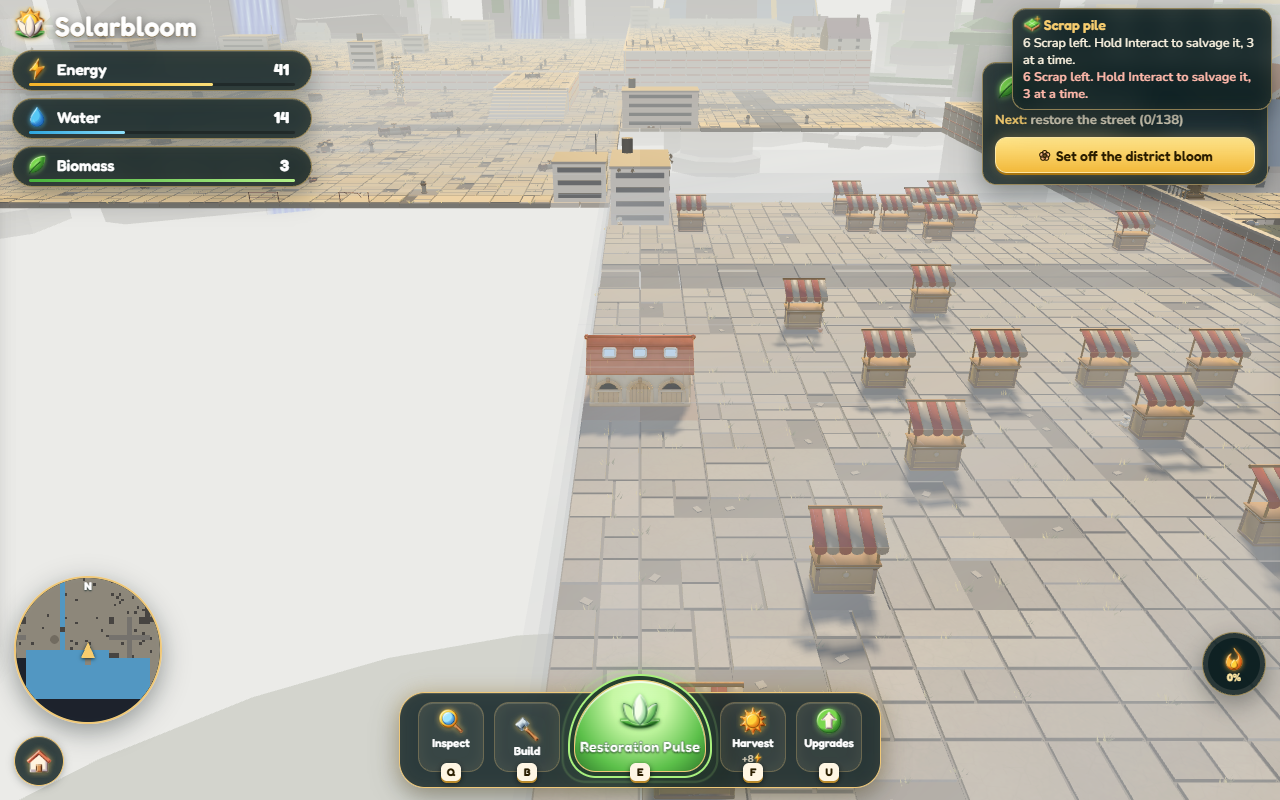 Solarbloom
Energy 41
Water 14
Biomass 3
Scrap pile
6 Scrap left. Hold Interact to salvage it, 3
at a time.
6 Scrap left. Hold Interact to salvage it,
3 at a time.
Next: restore the street (0/138)
Set off the district bloom
N
0%
Inspect
Q
Build
B
Restoration Pulse
E
Harvest
+8
F
Upgrades
U